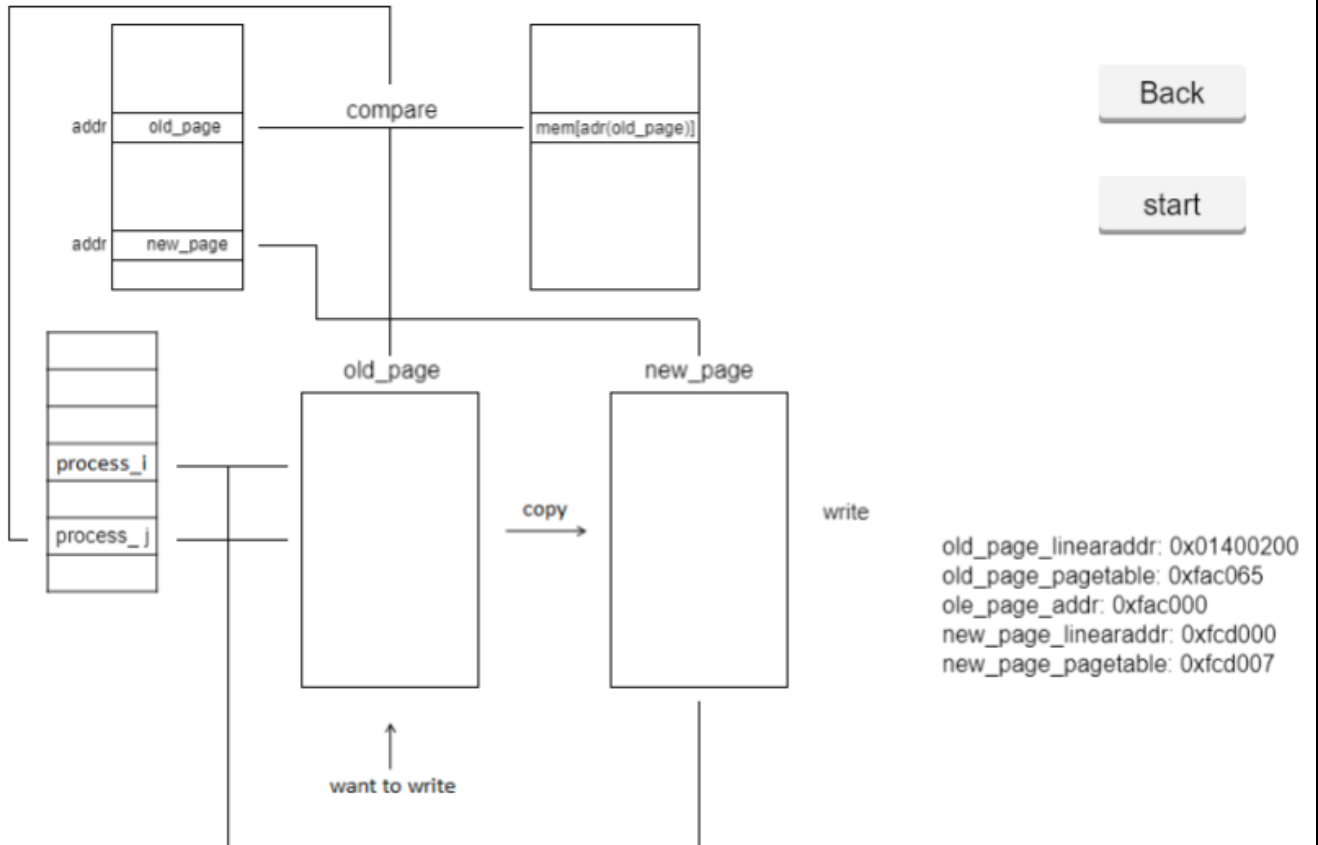 Back
compare
addr
old_page
mem[adr(old_page)]
start
addr
new_page
old_page
new_page
process_i
copy
write
process_ j
old_page_linearaddr: 0x01400200
old_page_pagetable: 0xfac065
ole_page_addr: 0xfac000
new_page_linearaddr: 0xfcd000
new_page_pagetable: 0xfcd007
want to write